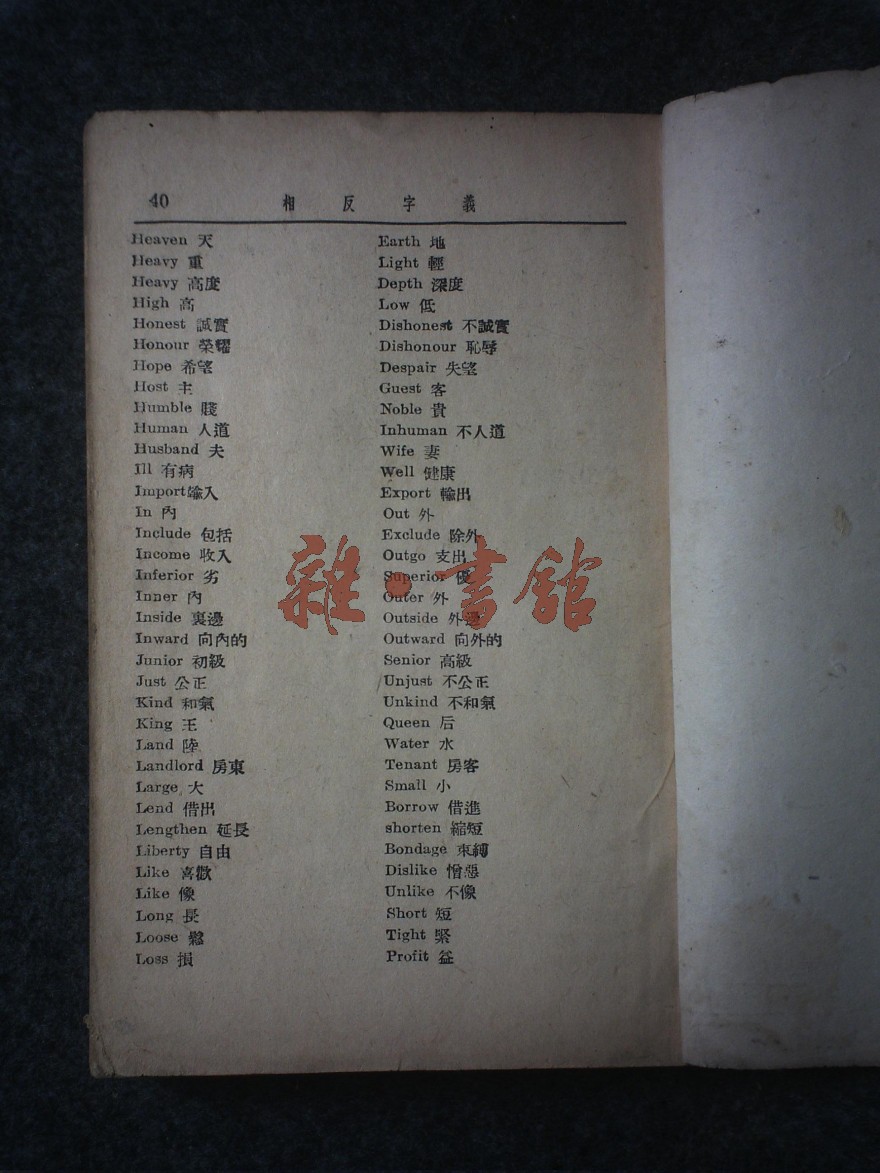 40 相反字義
Heaven 天 Earth 地
Heavy 重 Light 輕
Heavy 高度 Depth 深度
High 高 Low 低
Honest 誠實 Dishonest 不誠實
Honour 榮耀 Dishonour 恥辱
Hope 希望 Despair 失望
Host 主 Guest 客
Humble 賤 Noble 貴
Human 人道 Inhuman 不人道
Husband 夫 Wife 妻
Ill 有病 Well 健康
Import 輸入 Export 輸出
In 內 Out 外
Include 包括 Exclude 除外
Income 收入 Outgo 支出
Inferior 劣 Superior 優
Inner 內 Outer 外
Inside 裏邊 Outside 外邊
Inward 向內的 Outward 向外的
Junior 初級 Senior 高級
Just 公正 Unjust 不公正
Kind 和氣 Unkind 不和氣
King 王 Queen 后
Land 陸 Water 水
Landlord 房東 Tenant 房客
Large 大 Small 小
Lend 借出 Borrow 借進
Lengthen 延長 shorten 縮短
Liberty 自由 Bondage 束縛
Like 喜歡 Dislike 憎惡
Like 像 Unlike 不像
Long 長 Short 短
Loose 鬆 Tight 緊
Loss 損 Profit 益
雜·書館